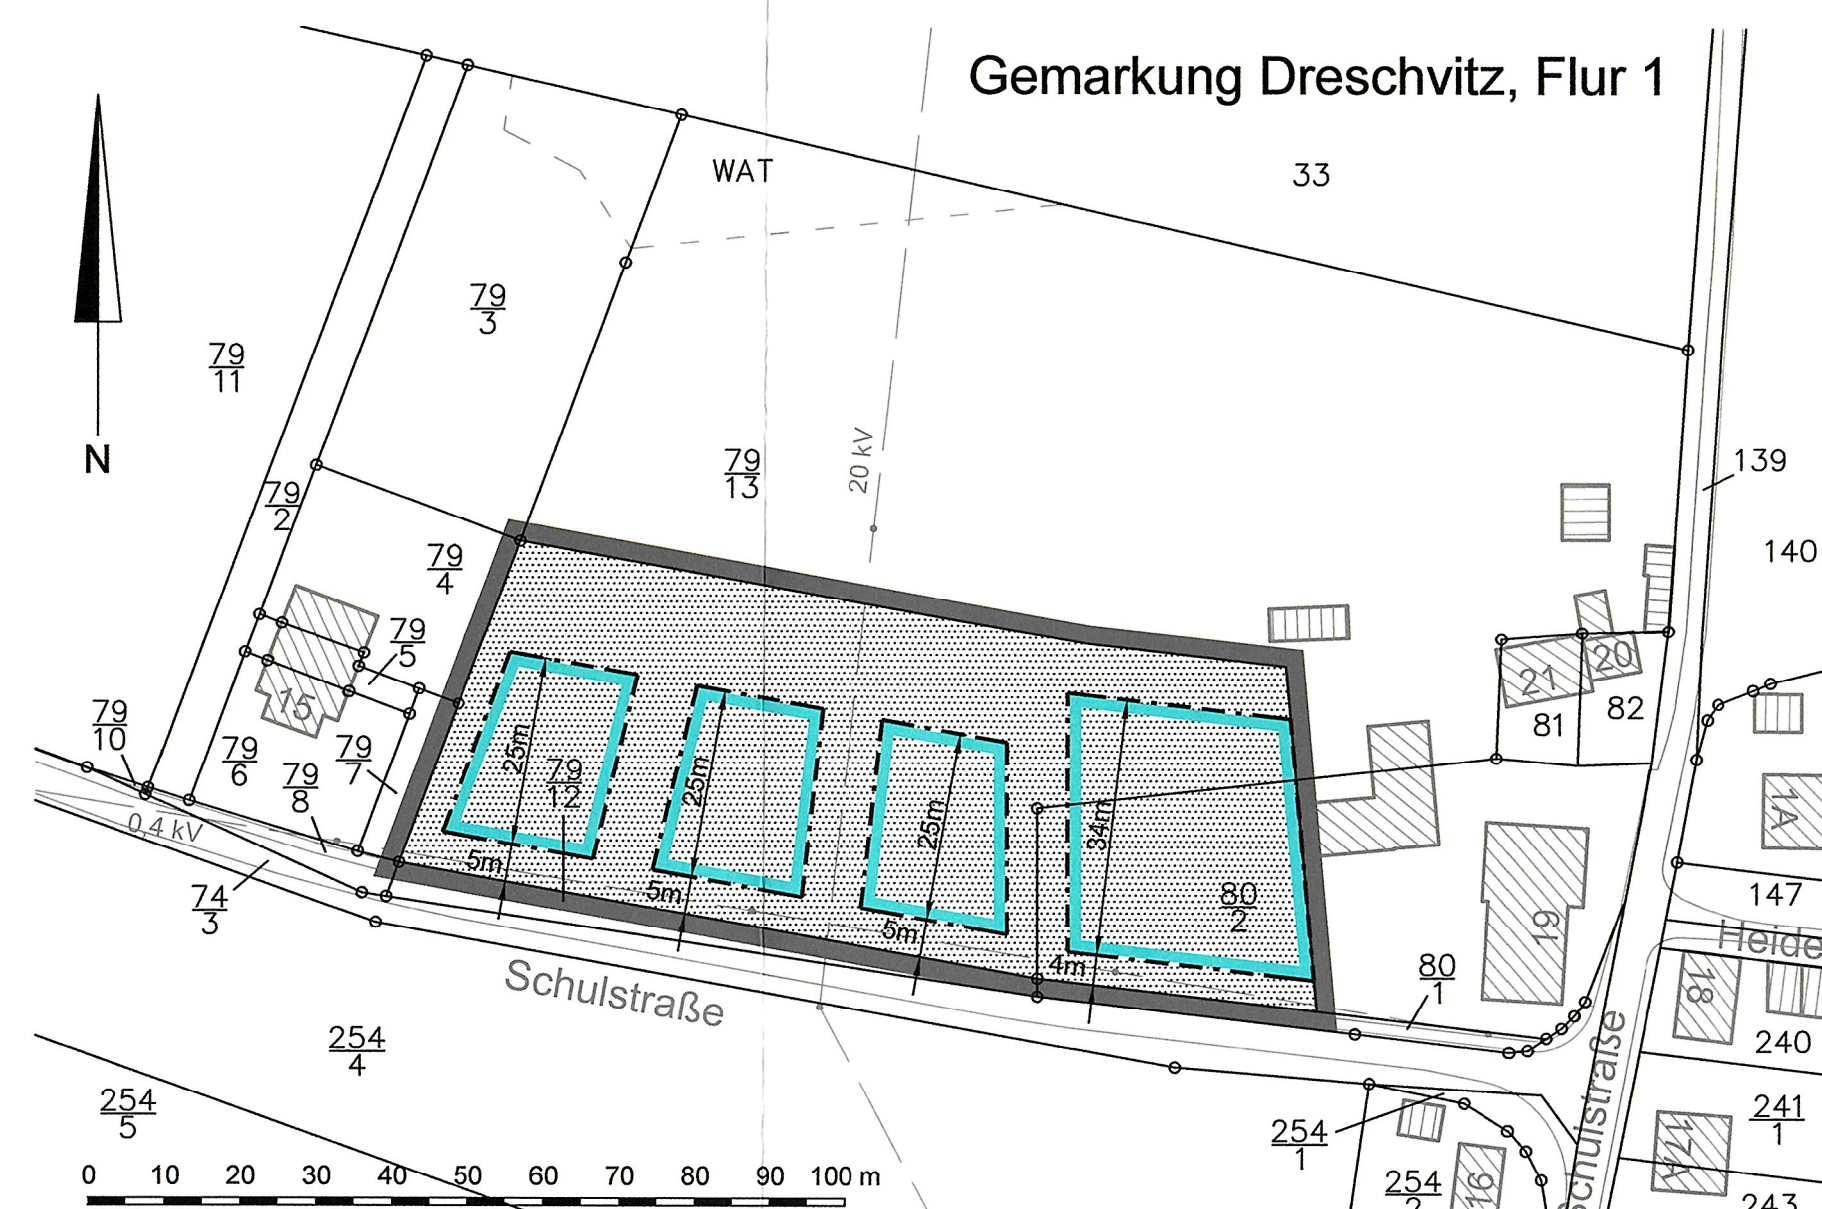 Gemarkung Dreschvitz, Flur 1
WAT
33
79
3
79
11
20 kV
79
13
139
N
79
2
140
79
4
79
5
20
21
15
82
81
79
10
25m
79
6
79
7
79
12
25m
1A
79
8
25m
34m
0,4 kV
5m
74
3
5m
80
2
19
147
5m
Heide
4m
80
1
Schulstraße
18
254
4
240
Schulstraße
254
5
254
1
241
1
17A
254
2
16
243
0 10 20 30 40 50 60 70 80 90 100 m